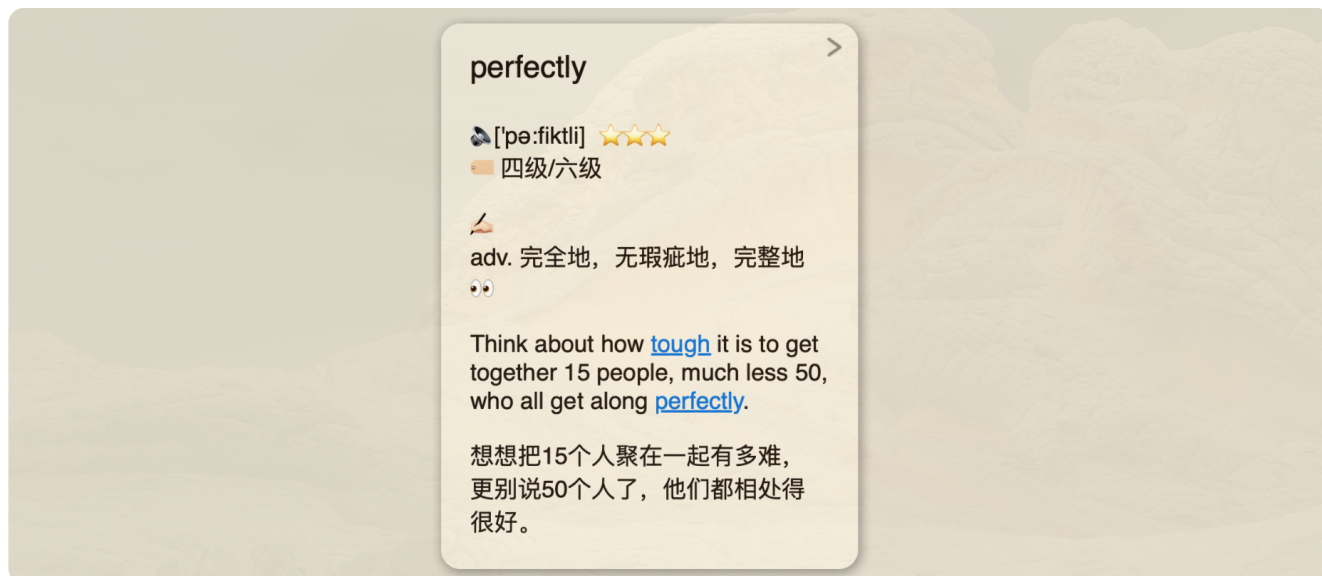 perfectly
['pə:fiktli] ⭐⭐⭐
四级/六级
adv. 完全地，无瑕疵地，完整地
Think about how tough it is to get
together 15 people, much less 50,
who all get along perfectly.
想想把15个人聚在一起有多难，
更别说50个人了，他们都相处得
很好。